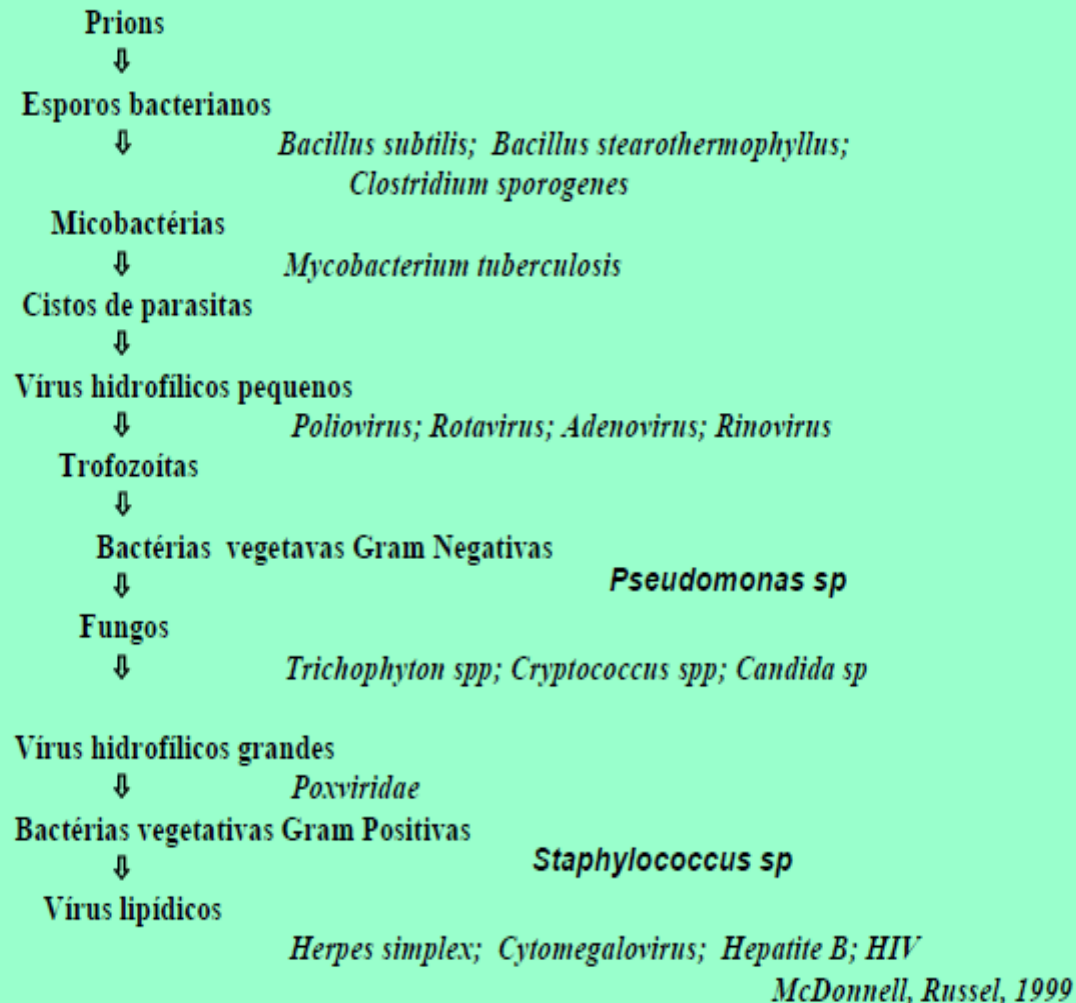 Prions
⇩
Esporos bacterianos
⇩ Bacillus subtilis; Bacillus stearothermophyllus;
Clostridium sporogenes
Micobactérias
⇩ Mycobacterium tuberculosis
Cistos de parasitas
⇩
Vírus hidrofílicos pequenos
⇩ Poliovirus; Rotavirus; Adenovirus; Rinovirus
Trofozoítas
⇩
Bactérias vegetavas Gram Negativas
⇩ Pseudomonas sp
Fungos
⇩ Trichophyton spp; Cryptococcus spp; Candida sp
Vírus hidrofílicos grandes
⇩ Poxviridae
Bactérias vegetativas Gram Positivas
⇩ Staphylococcus sp
Vírus lipídicos
Herpes simplex; Cytomegalovirus; Hepatite B; HIV
McDonnell, Russel, 1999